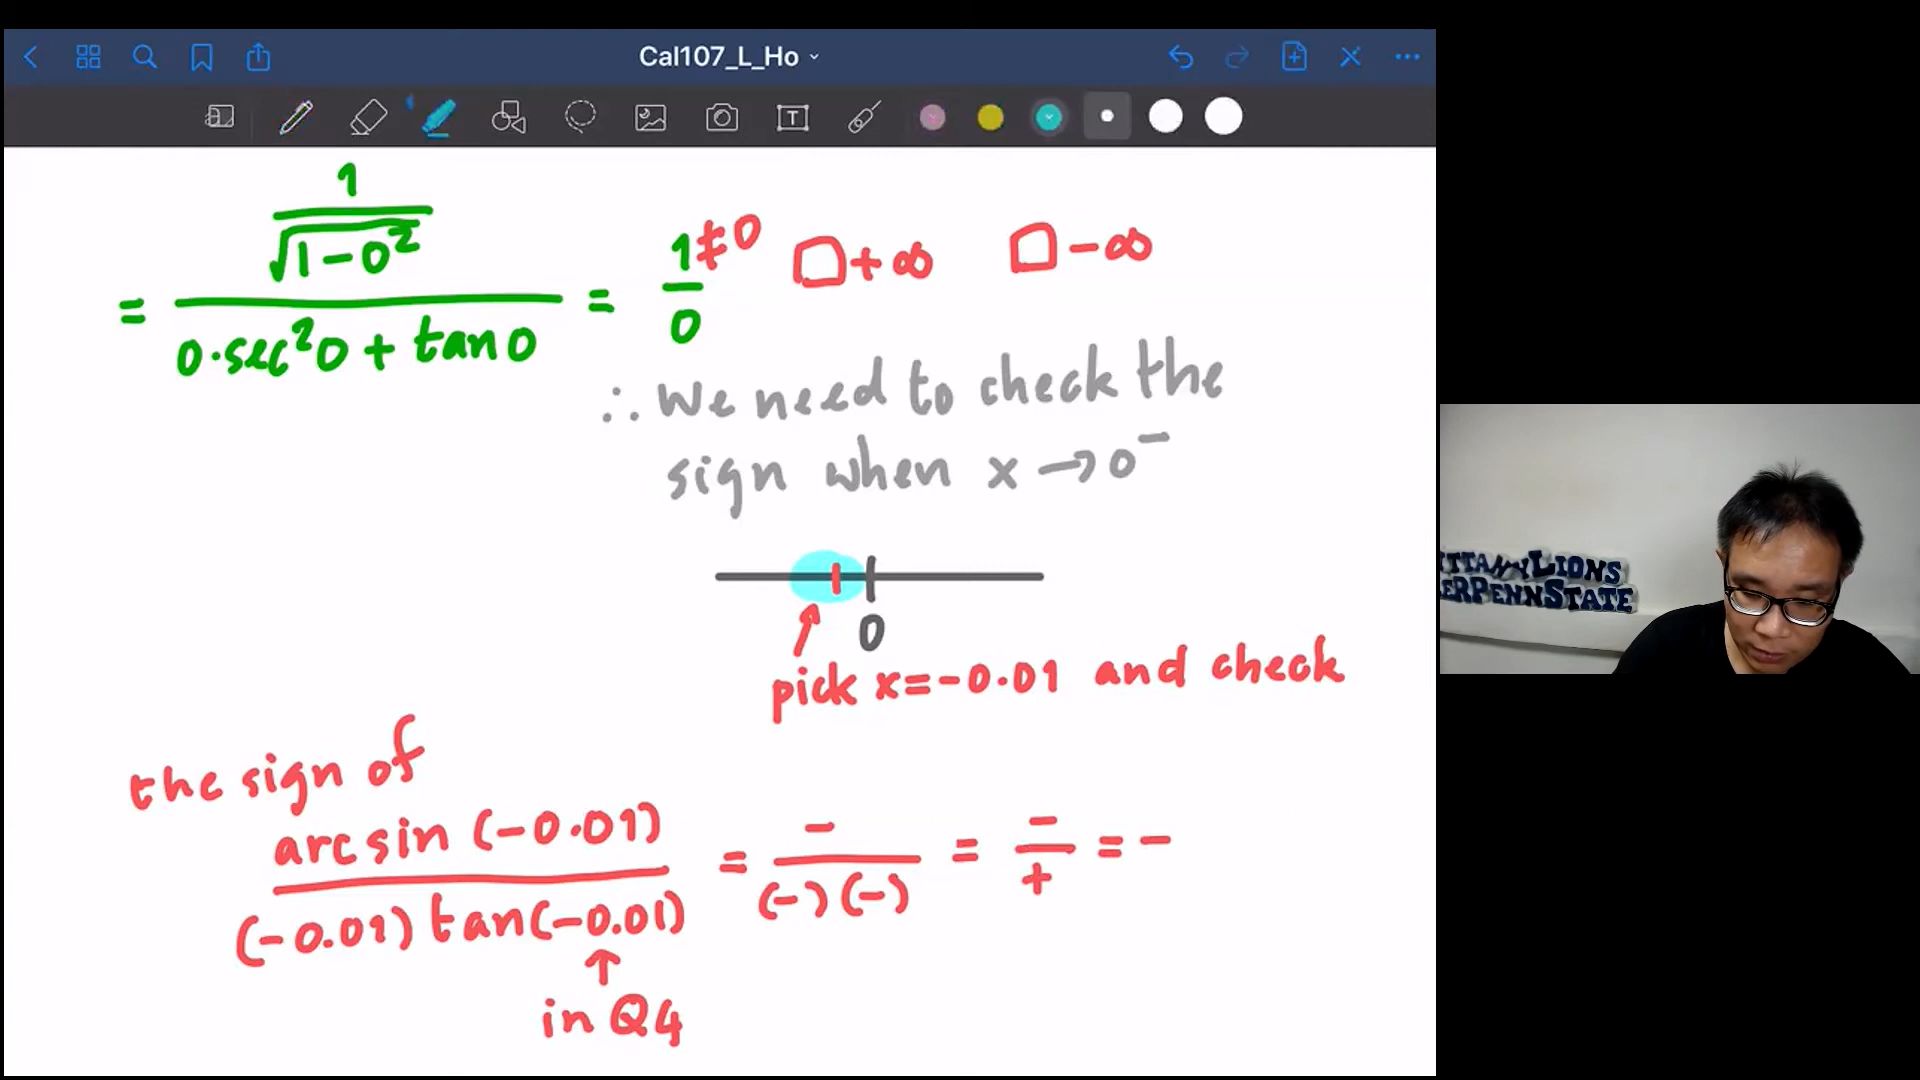 Cal107_L_Ho
T
1
√1-0² 1≠0 □+∞ □-∞
= ――― = ―
0·sec²0 + tan0 0
∴ We need to check the
sign when x→0⁻
0
pick x=-0.01 and check
the sign of
arcsin (-0.01) - -
――― = ――― = ― = -
(-0.01) tan(-0.01) (-)(-) +
↑
in Q4
TTANY LIONS
ERPENNSTATE